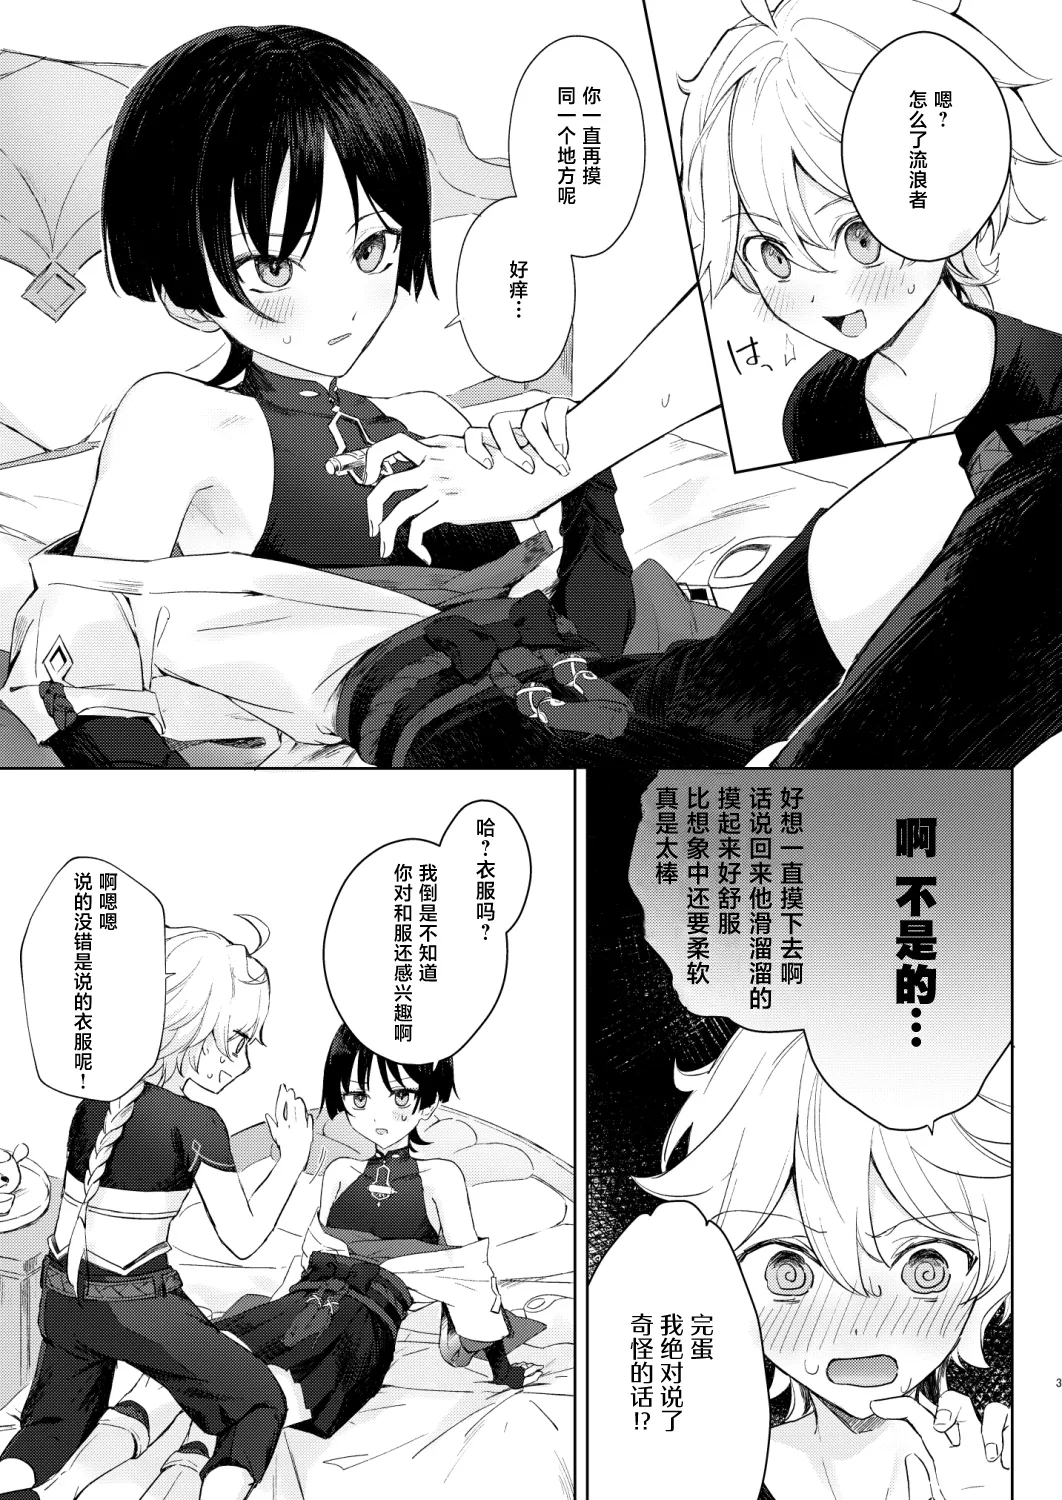 嗯?
怎么了流浪者
は、
你一直再摸
同一个地方呢
好痒…
啊 不是的…
好想一直摸下去啊
话说回来他滑溜溜的
摸起来好舒服
比想象中还要柔软
真是太棒
完蛋
我绝对说了
奇怪的话!?
哈?衣服吗?
我倒是不知道
你对和服还感兴趣啊
啊嗯嗯
说的没错是说的衣服呢!
3